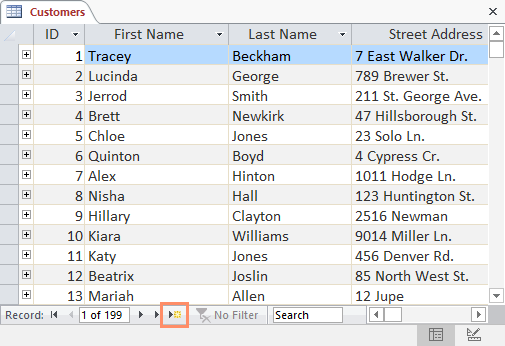 Customers
ID First Name Last Name Street Address
1 Tracey Beckham 7 East Walker Dr.
2 Lucinda George 789 Brewer St.
3 Jerrod Smith 211 St. George Ave.
4 Brett Newkirk 47 Hillsborough St.
5 Chloe Jones 23 Solo Ln.
6 Quinton Boyd 4 Cypress Cr.
7 Alex Hinton 1011 Hodge Ln.
8 Nisha Hall 123 Huntington St.
9 Hillary Clayton 2516 Newman
10 Kiara Williams 9014 Miller Ln.
11 Katy Jones 456 Denver Rd.
12 Beatrix Joslin 85 North West St.
13 Mariah Allen 12 Jupe
Record: 1 of 199 No Filter Search